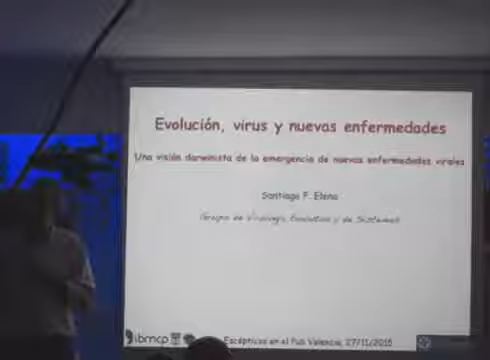 Evolución, virus y nuevas enfermedades
Una visión darwinista de la emergencia de nuevas enfermedades virales
Santiago F. Elena
Grupo de Virología Evolutiva y de Sistemas
ibmcp
Escépticos en el Pub Valencia, 27/11/2015